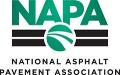 NAPA
NATIONAL ASPHALT
PAVEMENT ASSOCIATION